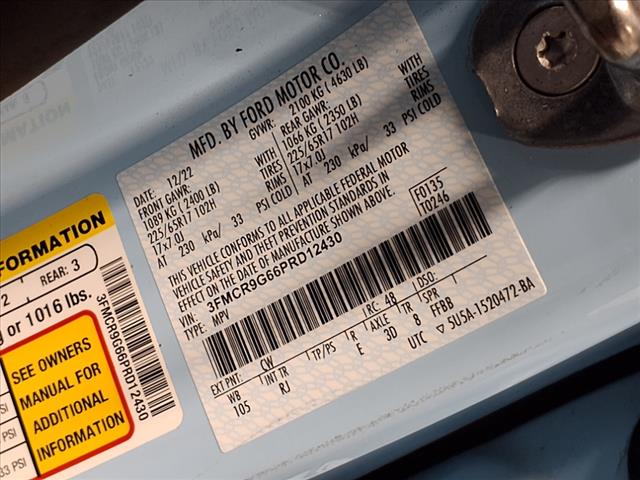 MFD. BY FORD MOTOR CO.
DATE: 12/22
GVWR: 2100 KG ( 4630 LB)
FRONT GAWR:
1089 KG (2400 LB)
WITH
225/65R17 102H
TIRES
17x7.0J
RIMS
AT 230 kPa/ 33 PSI COLD
REAR GAWR:
1066 KG (2350 LB)
WITH
225/65R17 102H
TIRES
17x7.0J
RIMS
AT 230 kPa/ 33 PSI COLD
THIS VEHICLE CONFORMS TO ALL APPLICABLE FEDERAL MOTOR
VEHICLE SAFETY AND THEFT PREVENTION STANDARDS IN
EFFECT ON THE DATE OF MANUFACTURE SHOWN ABOVE.
VIN: 3FMCR9G66PRD12430
TYPE: MPV
F0135
T0246
EXT PNT: CW
RC: 48
DSO:
WB
INT TR
TP/PS
R
AXLE
TR
SPR
105
RJ
E
3D
8
FFBB
UTC
SU5A-1520472-BA
FORMATION
2
REAR: 3
or 1016 lbs.
3FMCR9G66PRD12430
SEE OWNERS
MANUAL FOR
ADDITIONAL
INFORMATION
PSI
PSI
33 PSI